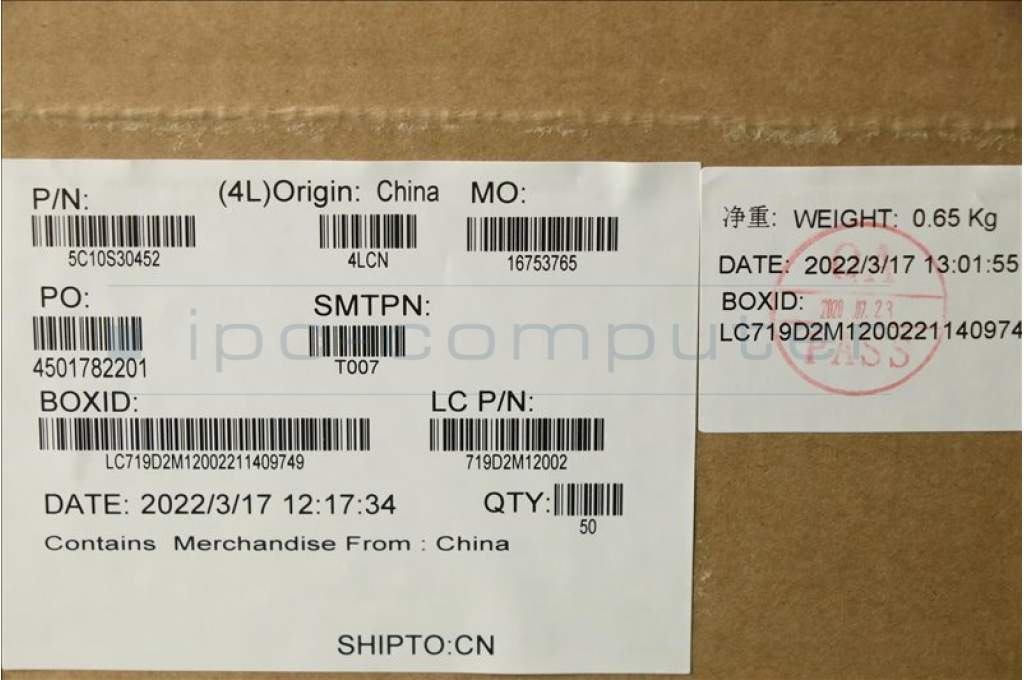 P/N:
5C10S30452
(4L)Origin: China
4LCN
MO:
16753765
PO:
4501782201
SMTPN:
T007
BOXID:
LC719D2M12002211409749
LC P/N:
719D2M12002
DATE: 2022/3/17 12:17:34
QTY:
50
Contains Merchandise From : China
SHIPTO:CN
净重: WEIGHT: 0.65 Kg
DATE: 2022/3/17 13:01:55
BOXID:
LC719D2M1200221140974
PASS
ipc-computer